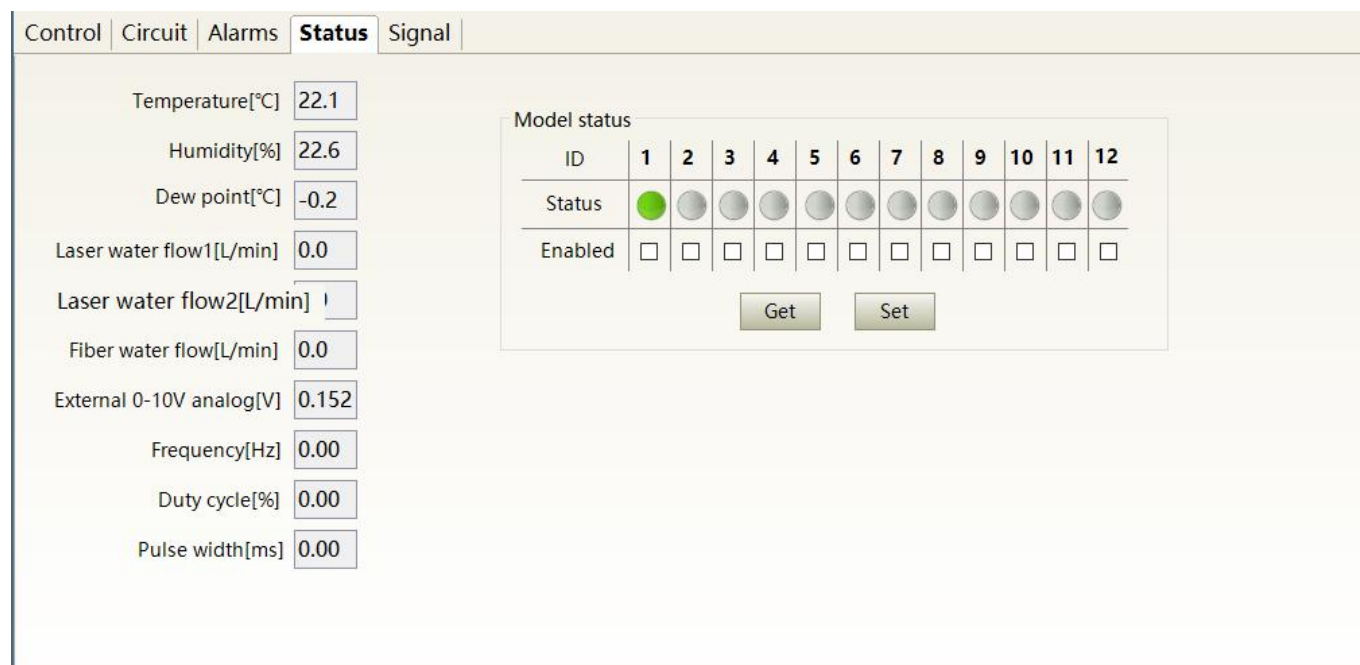 Control Circuit Alarms Status Signal
Temperature[°C] 22.1
Humidity[%] 22.6
Dew point[°C] -0.2
Laser water flow1[L/min] 0.0
Laser water flow2[L/min]
Fiber water flow[L/min] 0.0
External 0-10V analog[V] 0.152
Frequency[Hz] 0.00
Duty cycle[%] 0.00
Pulse width[ms] 0.00
Model status
ID 1 2 3 4 5 6 7 8 9 10 11 12
Status
Enabled
Get Set